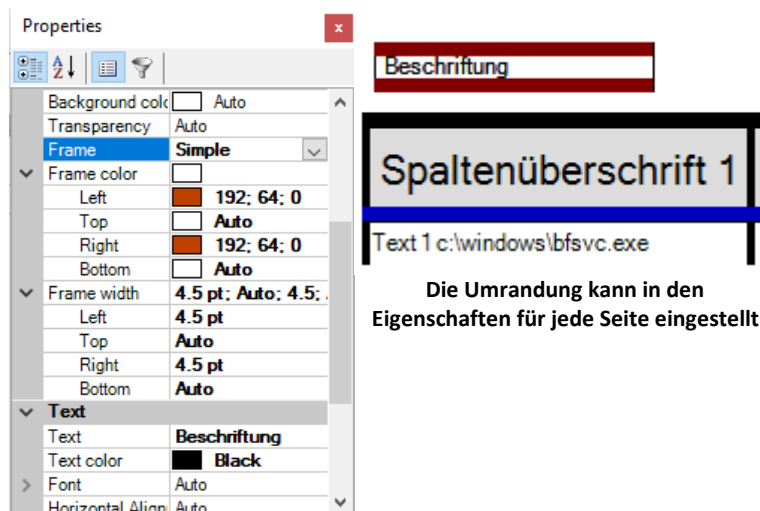 Properties
x
Background colo Auto
Transparency Auto
Frame Simple
Frame color
Left 192; 64; 0
Top Auto
Right 192; 64; 0
Bottom Auto
Frame width 4.5 pt; Auto; 4.5;
Left 4.5 pt
Top Auto
Right 4.5 pt
Bottom Auto
Text
Text Beschriftung
Text color Black
Font Auto
Horizontal Align Auto
Beschriftung
Spaltenüberschrift 1
Text 1 c:\windows\bfsvc.exe
Die Umrandung kann in den
Eigenschaften für jede Seite eingestellt